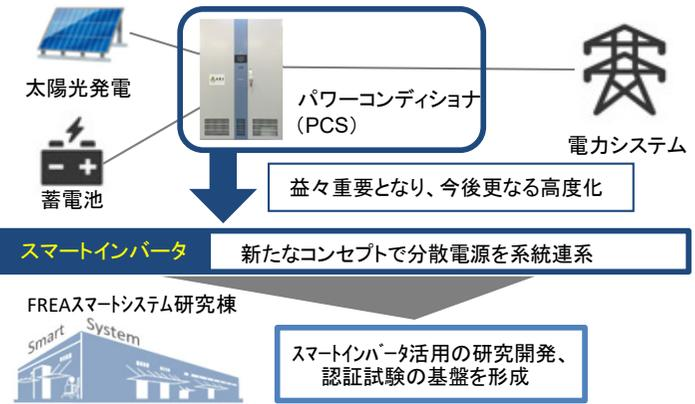 太陽光発電
パワーコンディショナ
（PCS）
電力システム
蓄電池
益々重要となり、今後更なる高度化
スマートインバータ
新たなコンセプトで分散電源を系統連系
FREAｽﾏｰﾄｼｽﾃﾑ研究棟
Smart System
ｽﾏｰﾄｲﾝﾊﾞｰﾀ活用の研究開発、
認証試験の基盤を形成